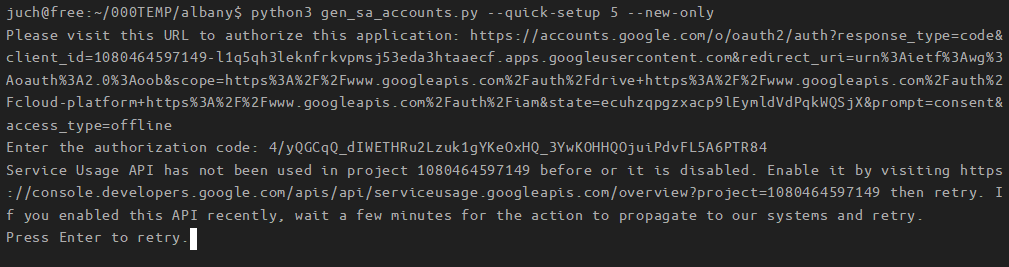 juch@free:~/000TEMP/albany$ python3 gen_sa_accounts.py --quick-setup 5 --new-only
Please visit this URL to authorize this application: https://accounts.google.com/o/oauth2/auth?response_type=code&
client_id=1080464597149-l1q5qh3leknfrkvpmsj53eda3htaaecf.apps.googleusercontent.com&redirect_uri=urn%3Aietf%3Awg%3
Aoauth%3A2.0%3Aoob&scope=https%3A%2F%2Fwww.googleapis.com%2Fauth%2Fdrive+https%3A%2F%2Fwww.googleapis.com%2Fauth%2
Fcloud-platform+https%3A%2F%2Fwww.googleapis.com%2Fauth%2Fiam&state=ecuhzqpgzxacp9lEymldVdPqkWQSjX&prompt=consent&
access_type=offline
Enter the authorization code: 4/yQGCqQ_dIWETHRu2Lzuk1gYKeOxHQ_3YwKOHHQOjuiPdvFL5A6PTR84
Service Usage API has not been used in project 1080464597149 before or it is disabled. Enable it by visiting https
://console.developers.google.com/apis/api/serviceusage.googleapis.com/overview?project=1080464597149 then retry. I
f you enabled this API recently, wait a few minutes for the action to propagate to our systems and retry.
Press Enter to retry.